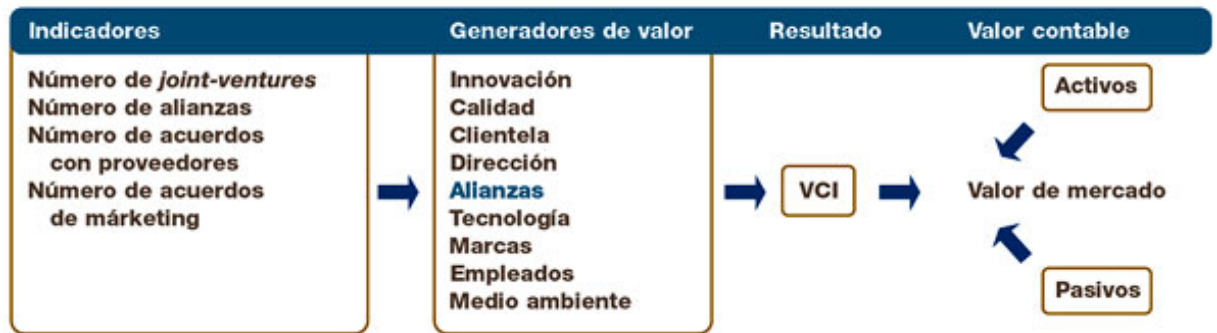 Indicadores
Generadores de valor
Resultado
Valor contable
Número de joint-ventures
Número de alianzas
Número de acuerdos
con proveedores
Número de acuerdos
de márketing
Innovación
Calidad
Clientela
Dirección
Alianzas
Tecnología
Marcas
Empleados
Medio ambiente
VCI
Activos
Valor de mercado
Pasivos